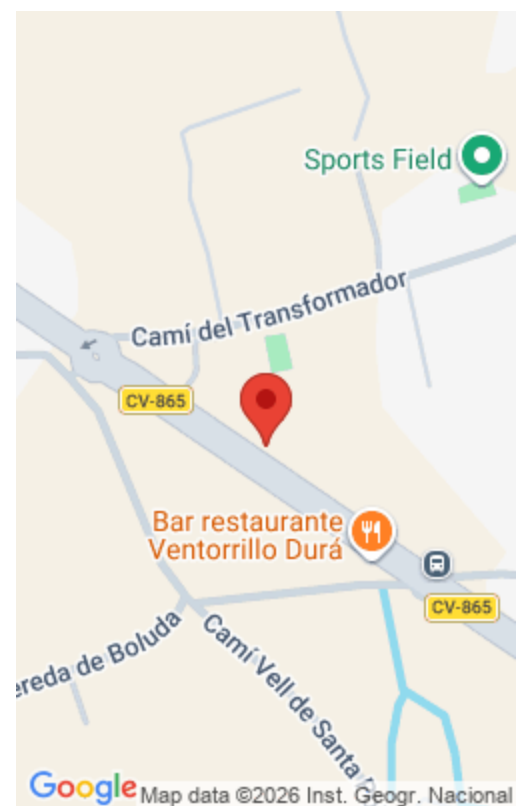 Sports Field
Camí del Transformador
CV-865
Bar restaurante
Ventorrillo Durá
CV-865
ereda de Boluda
Camí Vell de Santa
Google
Map data ©2026 Inst. Geogr. Nacional